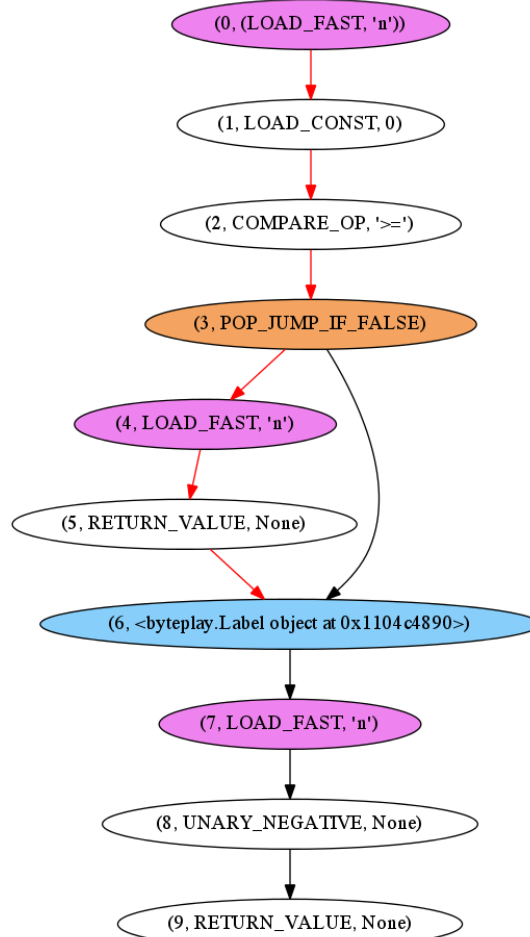 (0, (LOAD_FAST, 'n'))
(1, LOAD_CONST, 0)
(2, COMPARE_OP, '>=')
(3, POP_JUMP_IF_FALSE)
(4, LOAD_FAST, 'n')
(5, RETURN_VALUE, None)
(6, <byteplay.Label object at 0x1104c4890>)
(7, LOAD_FAST, 'n')
(8, UNARY_NEGATIVE, None)
(9, RETURN_VALUE, None)